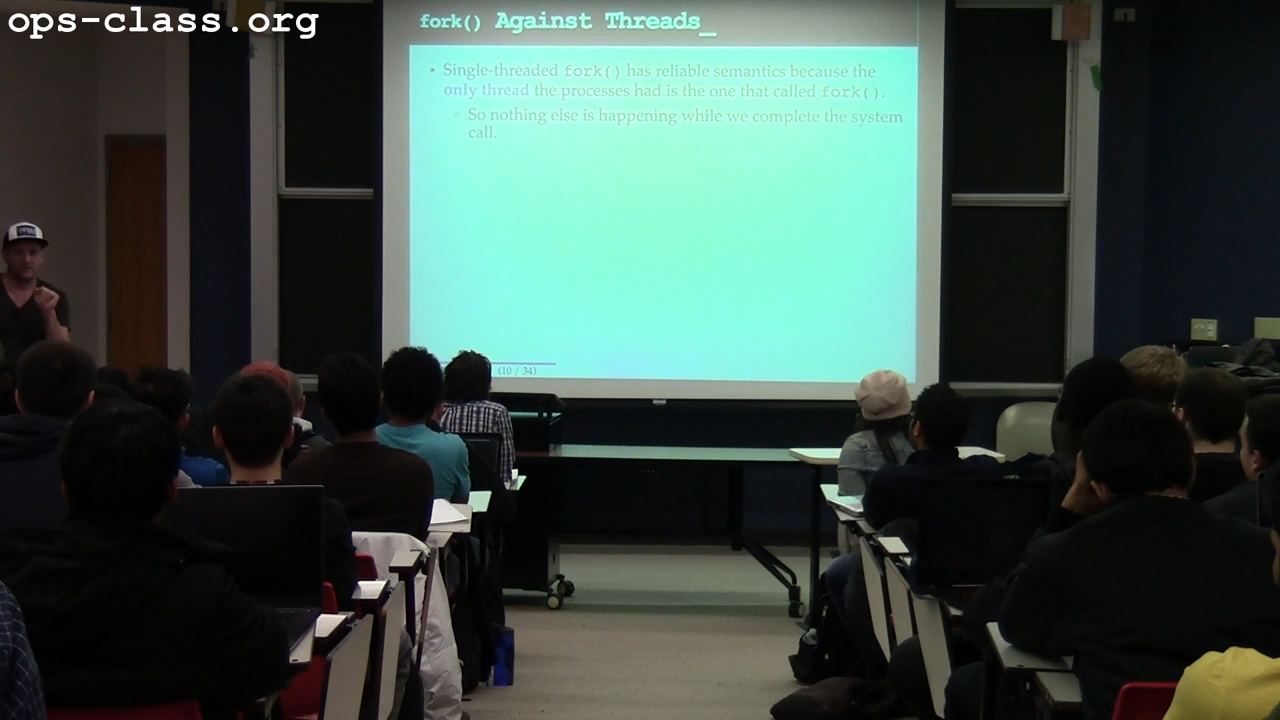 ops-class.org
fork() Against Threads_
• Single-threaded fork() has reliable semantics because the
only thread the processes had is the one that called fork().
◦ So nothing else is happening while we complete the system
call.
(10 / 34)